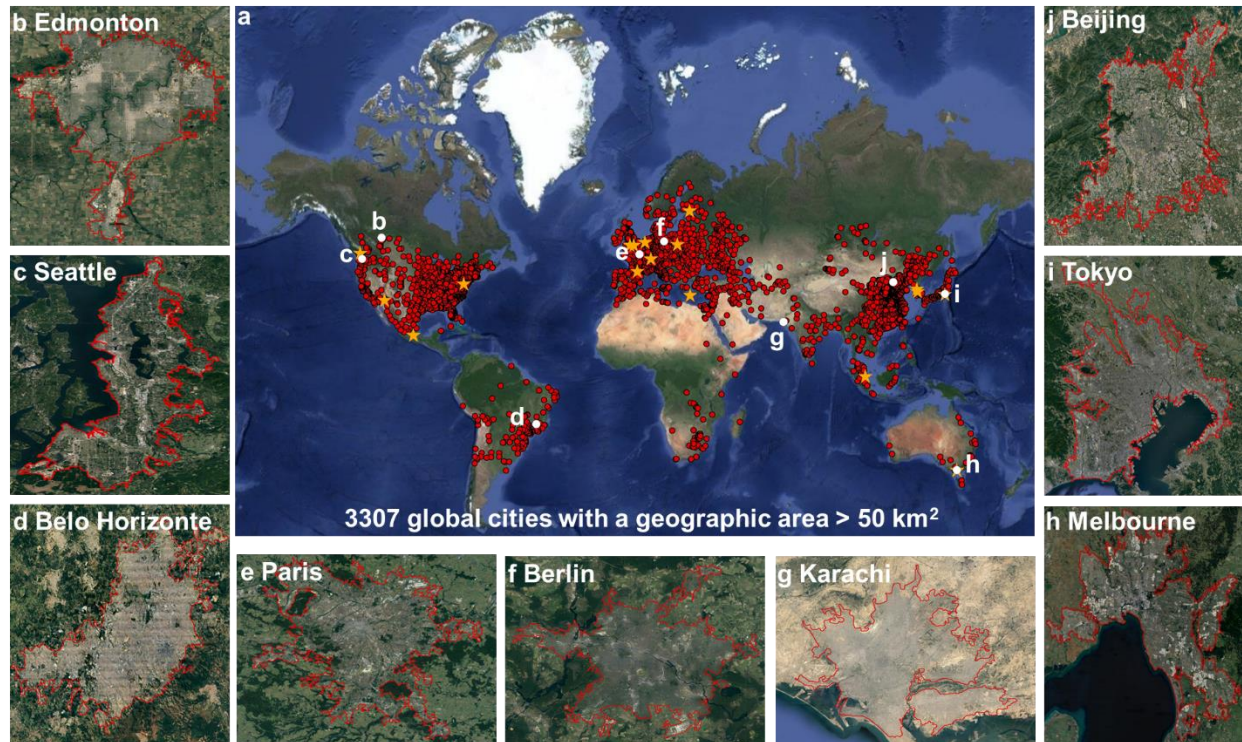 b Edmonton
a
j Beijing
b
c
f
e
j
i
g
d
h
3307 global cities with a geographic area > 50 km²
c Seattle
i Tokyo
d Belo Horizonte
e Paris
f Berlin
g Karachi
h Melbourne